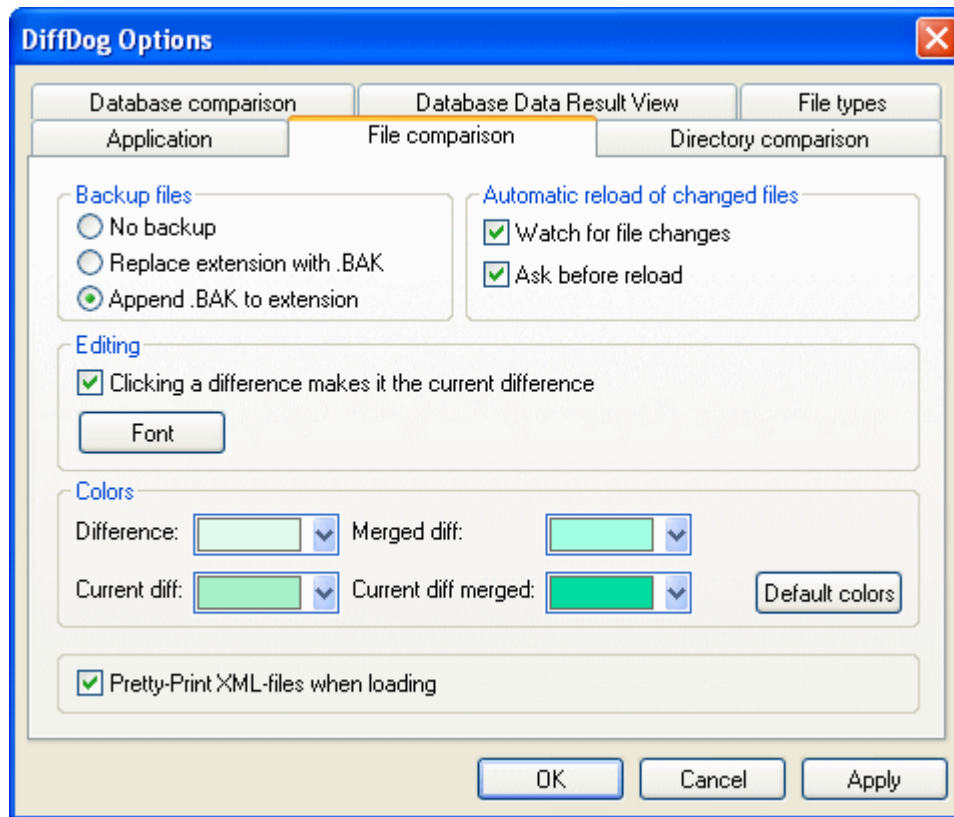 DiffDog Options
Database comparison
Database Data Result View
File types
Application
File comparison
Directory comparison
Backup files
No backup
Replace extension with .BAK
Append .BAK to extension
Automatic reload of changed files
Watch for file changes
Ask before reload
Editing
Clicking a difference makes it the current difference
Font
Colors
Difference:
Merged diff:
Current diff:
Current diff merged:
Default colors
Pretty-Print XML-files when loading
OK
Cancel
Apply